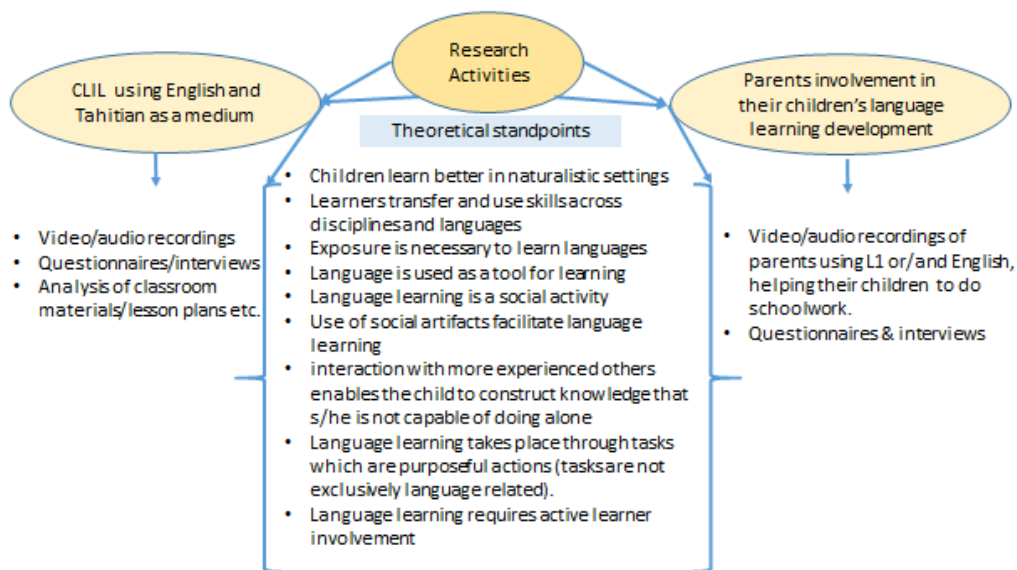 Research
Activities
CLIL using English and
Tahitian as a medium
Parents involvement in
their children's language
learning development
Theoretical standpoints
• Video/audio recordings
• Questionnaires/interviews
• Analysis of classroom
materials/lesson plans etc.
• Children learn better in naturalistic settings
• Learners transfer and use skills across
disciplines and languages
• Exposure is necessary to learn languages
• Language is used as a tool for learning
• Language learning is a social activity
• Use of social artifacts facilitate language
learning
• interaction with more experienced others
enables the child to construct knowledge that
s/he is not capable of doing alone
• Language learning takes place through tasks
which are purposeful actions (tasks are not
exclusively language related).
• Language learning requires active learner
involvement
• Video/audio recordings of
parents using L1 or/and English,
helping their children to do
schoolwork.
• Questionnaires & interviews